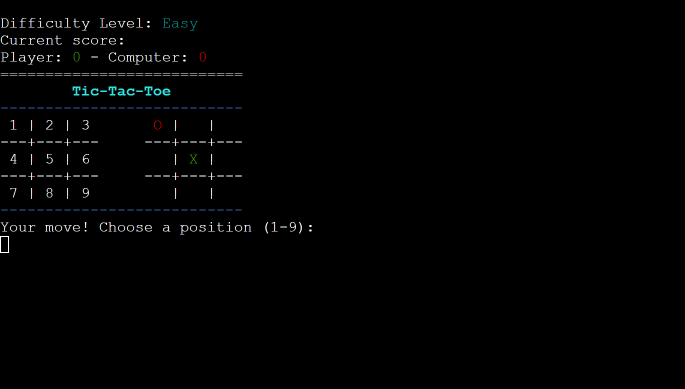 Difficulty Level: Easy
Current score:
Player: 0 - Computer: 0
===========================
        Tic-Tac-Toe
---------------------------
 1 | 2 | 3       O |   |
---+---+---     ---+---+---
 4 | 5 | 6         | X |
---+---+---     ---+---+---
 7 | 8 | 9         |   |
---------------------------
Your move! Choose a position (1-9):